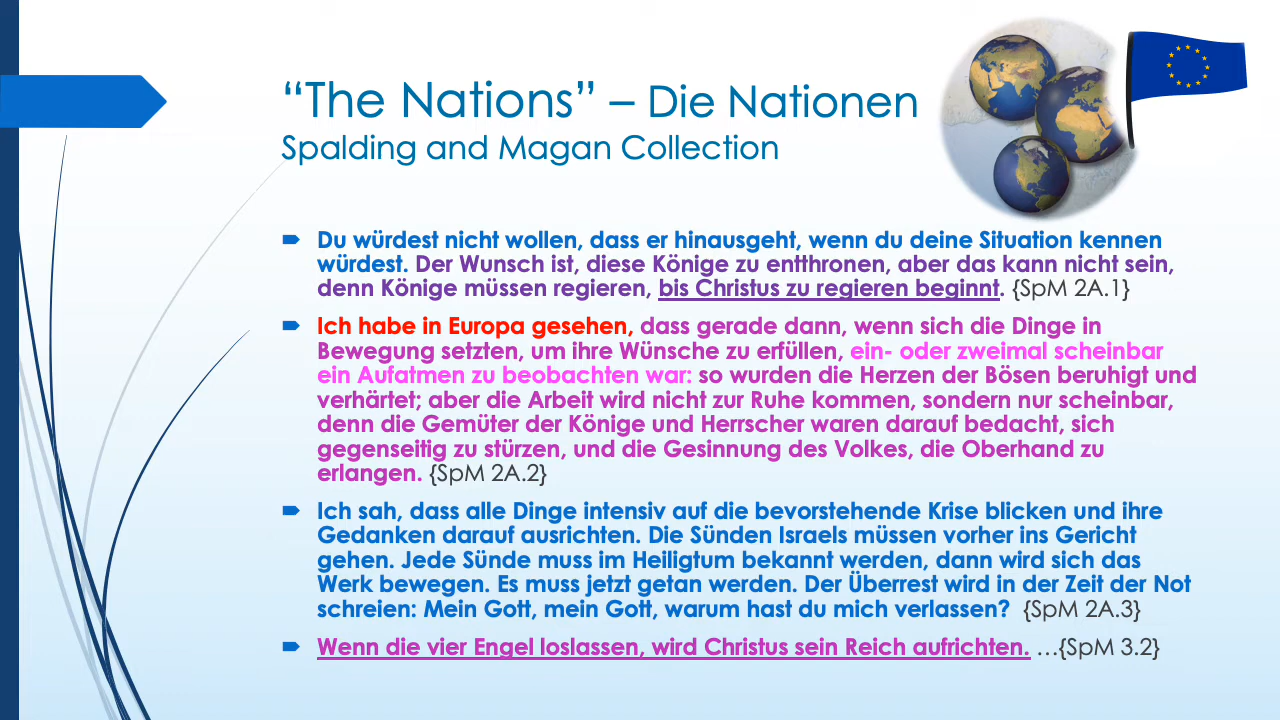 “The Nations” – Die Nationen
Spalding and Magan Collection
Du würdest nicht wollen, dass er hinausgeht, wenn du deine Situation kennen
würdest. Der Wunsch ist, diese Könige zu entthronen, aber das kann nicht sein,
denn Könige müssen regieren, bis Christus zu regieren beginnt. {SpM 2A.1}
Ich habe in Europa gesehen, dass gerade dann, wenn sich die Dinge in
Bewegung setzten, um ihre Wünsche zu erfüllen, ein- oder zweimal scheinbar
ein Aufatmen zu beobachten war: so wurden die Herzen der Bösen beruhigt und
verhärtet; aber die Arbeit wird nicht zur Ruhe kommen, sondern nur scheinbar,
denn die Gemüter der Könige und Herrscher waren darauf bedacht, sich
gegenseitig zu stürzen, und die Gesinnung des Volkes, die Oberhand zu
erlangen. {SpM 2A.2}
Ich sah, dass alle Dinge intensiv auf die bevorstehende Krise blicken und ihre
Gedanken darauf ausrichten. Die Sünden Israels müssen vorher ins Gericht
gehen. Jede Sünde muss im Heiligtum bekannt werden, dann wird sich das
Werk bewegen. Es muss jetzt getan werden. Der Überrest wird in der Zeit der Not
schreien: Mein Gott, mein Gott, warum hast du mich verlassen? {SpM 2A.3}
Wenn die vier Engel loslassen, wird Christus sein Reich aufrichten. …{SpM 3.2}